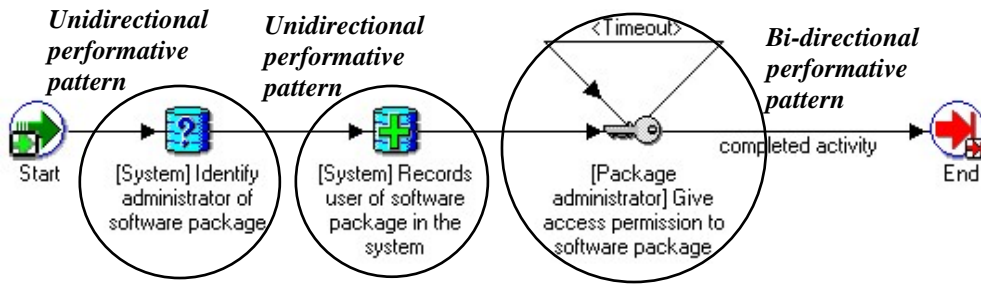 Unidirectional
performative
pattern
Unidirectional
performative
pattern
<Timeout>
Bi-directional
performative
pattern
?
Start
[System] Identify
administrator of
software package
[System] Records
user of software
package in the
system
[Package
administrator] Give
access permission to
software package
completed activity
End